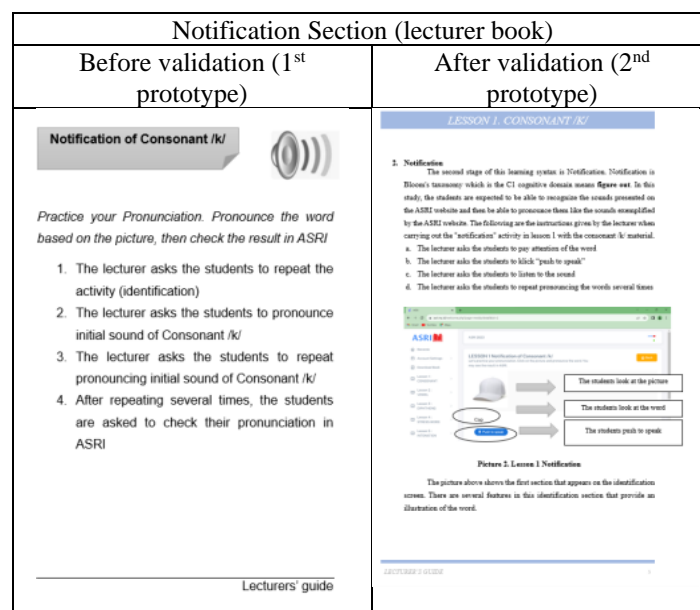 Notification Section (lecturer book)
Before validation (1st
prototype)
After validation (2nd
prototype)
Notification of Consonant /k/
Practice your Pronunciation. Pronounce the word
based on the picture, then check the result in ASRI
1. The lecturer asks the students to repeat the
activity (identification)
2. The lecturer asks the students to pronounce
initial sound of Consonant /k/
3. The lecturer asks the students to repeat
pronouncing initial sound of Consonant /k/
4. After repeating several times, the students
are asked to check their pronunciation in
ASRI
Lecturers' guide
LESSON 1. CONSONANT /K/
2. Notification
The second stage of this learning syntax is Notification. Notification is
Bloom's taxonomy which is the C1 cognitive domain means figure out. In this
study, the students are expected to be able to recognize the sounds presented on
the ASRI website and then be able to pronounce them like the sounds exemplified
by the ASRI website. The following are the instructions given by the lecturer when
carrying out the "notification" activity in lesson 1 with the consonant /k/ material.
a. The lecturer asks the students to pay attention of the word
b. The lecturer asks the students to klick "push to speak"
c. The lecturer asks the students to listen to the sound
d. The lecturer asks the students to repeat pronouncing the words several times
ASRI
LESSON 1 Notification of Consonant /k/
Cap
Push to speak
The students look at the picture
The students look at the word
The students push to speak
Picture 2. Lesson 1 Notification
The picture above shows the first section that appears on the identification
screen. There are several features in this identification section that provide an
illustration of the word.
LECTURER'S GUIDE